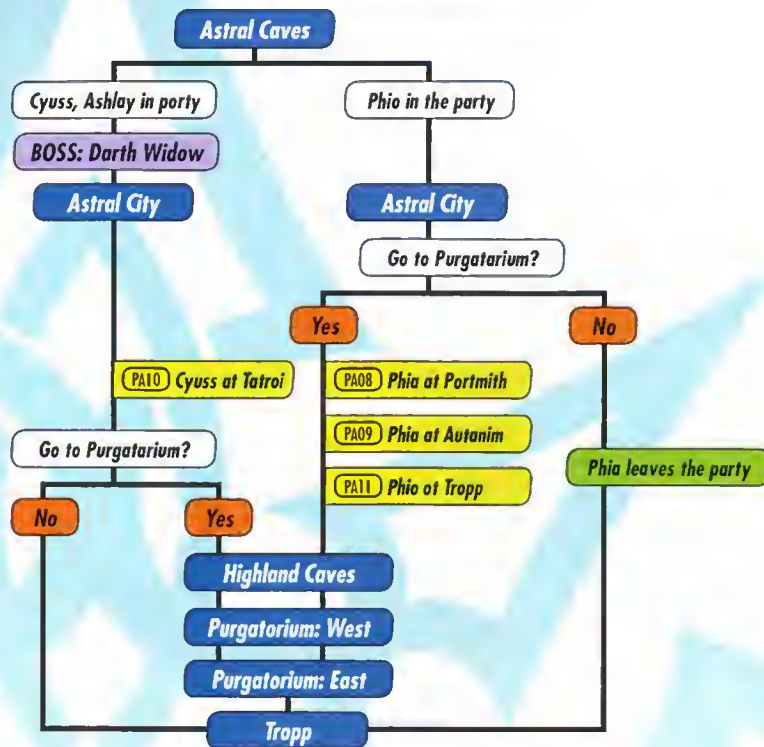 Astral Caves
Cyuss, Ashlay in porty
Phio in the party
BOSS: Darth Widow
Astral City
Astral City
Go to Purgatarium?
Yes
No
PA10 Cyuss at Tatroi
PA08 Phia at Portmith
PA09 Phia at Autanim
Go to Purgatarium?
Phia leaves the party
PA11 Phio ot Tropp
No
Yes
Highland Caves
Purgatorium: West
Purgatorium: East
Tropp